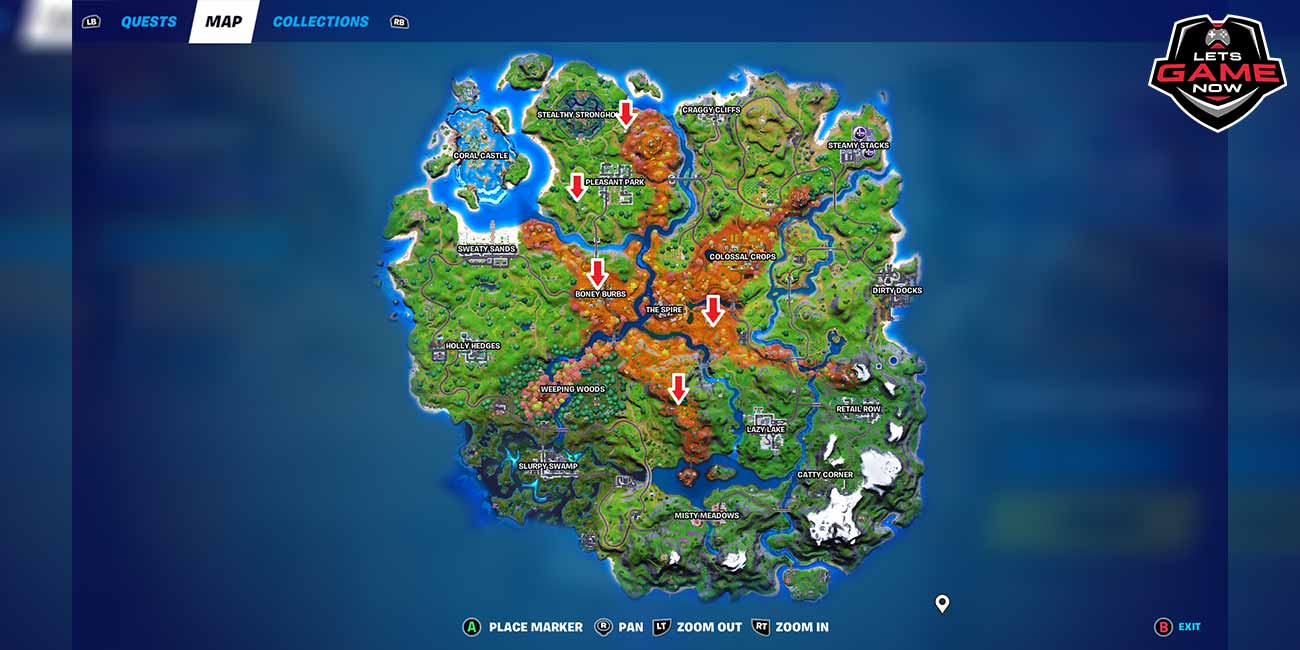 LB QUESTS MAP COLLECTIONS RB
LETS
GAME
NOW
CRAGGY CLIFFS
STEALTHY STRONGHO
STEAMY STACKS
CORAL CASTLE
PLEASANT PARK
SWEATY SANDS
COLOSSAL CROPS
DIRTY DOCKS
BONEY BURBS
THE SPIRE
HOLLY HEDGES
WEEPING WOODS
RETAIL ROW
LAZY LAKE
SLURPY SWAMP
CATTY CORNER
MISTY MEADOWS
A PLACE MARKER R PAN LT ZOOM OUT RT ZOOM IN
B EXIT